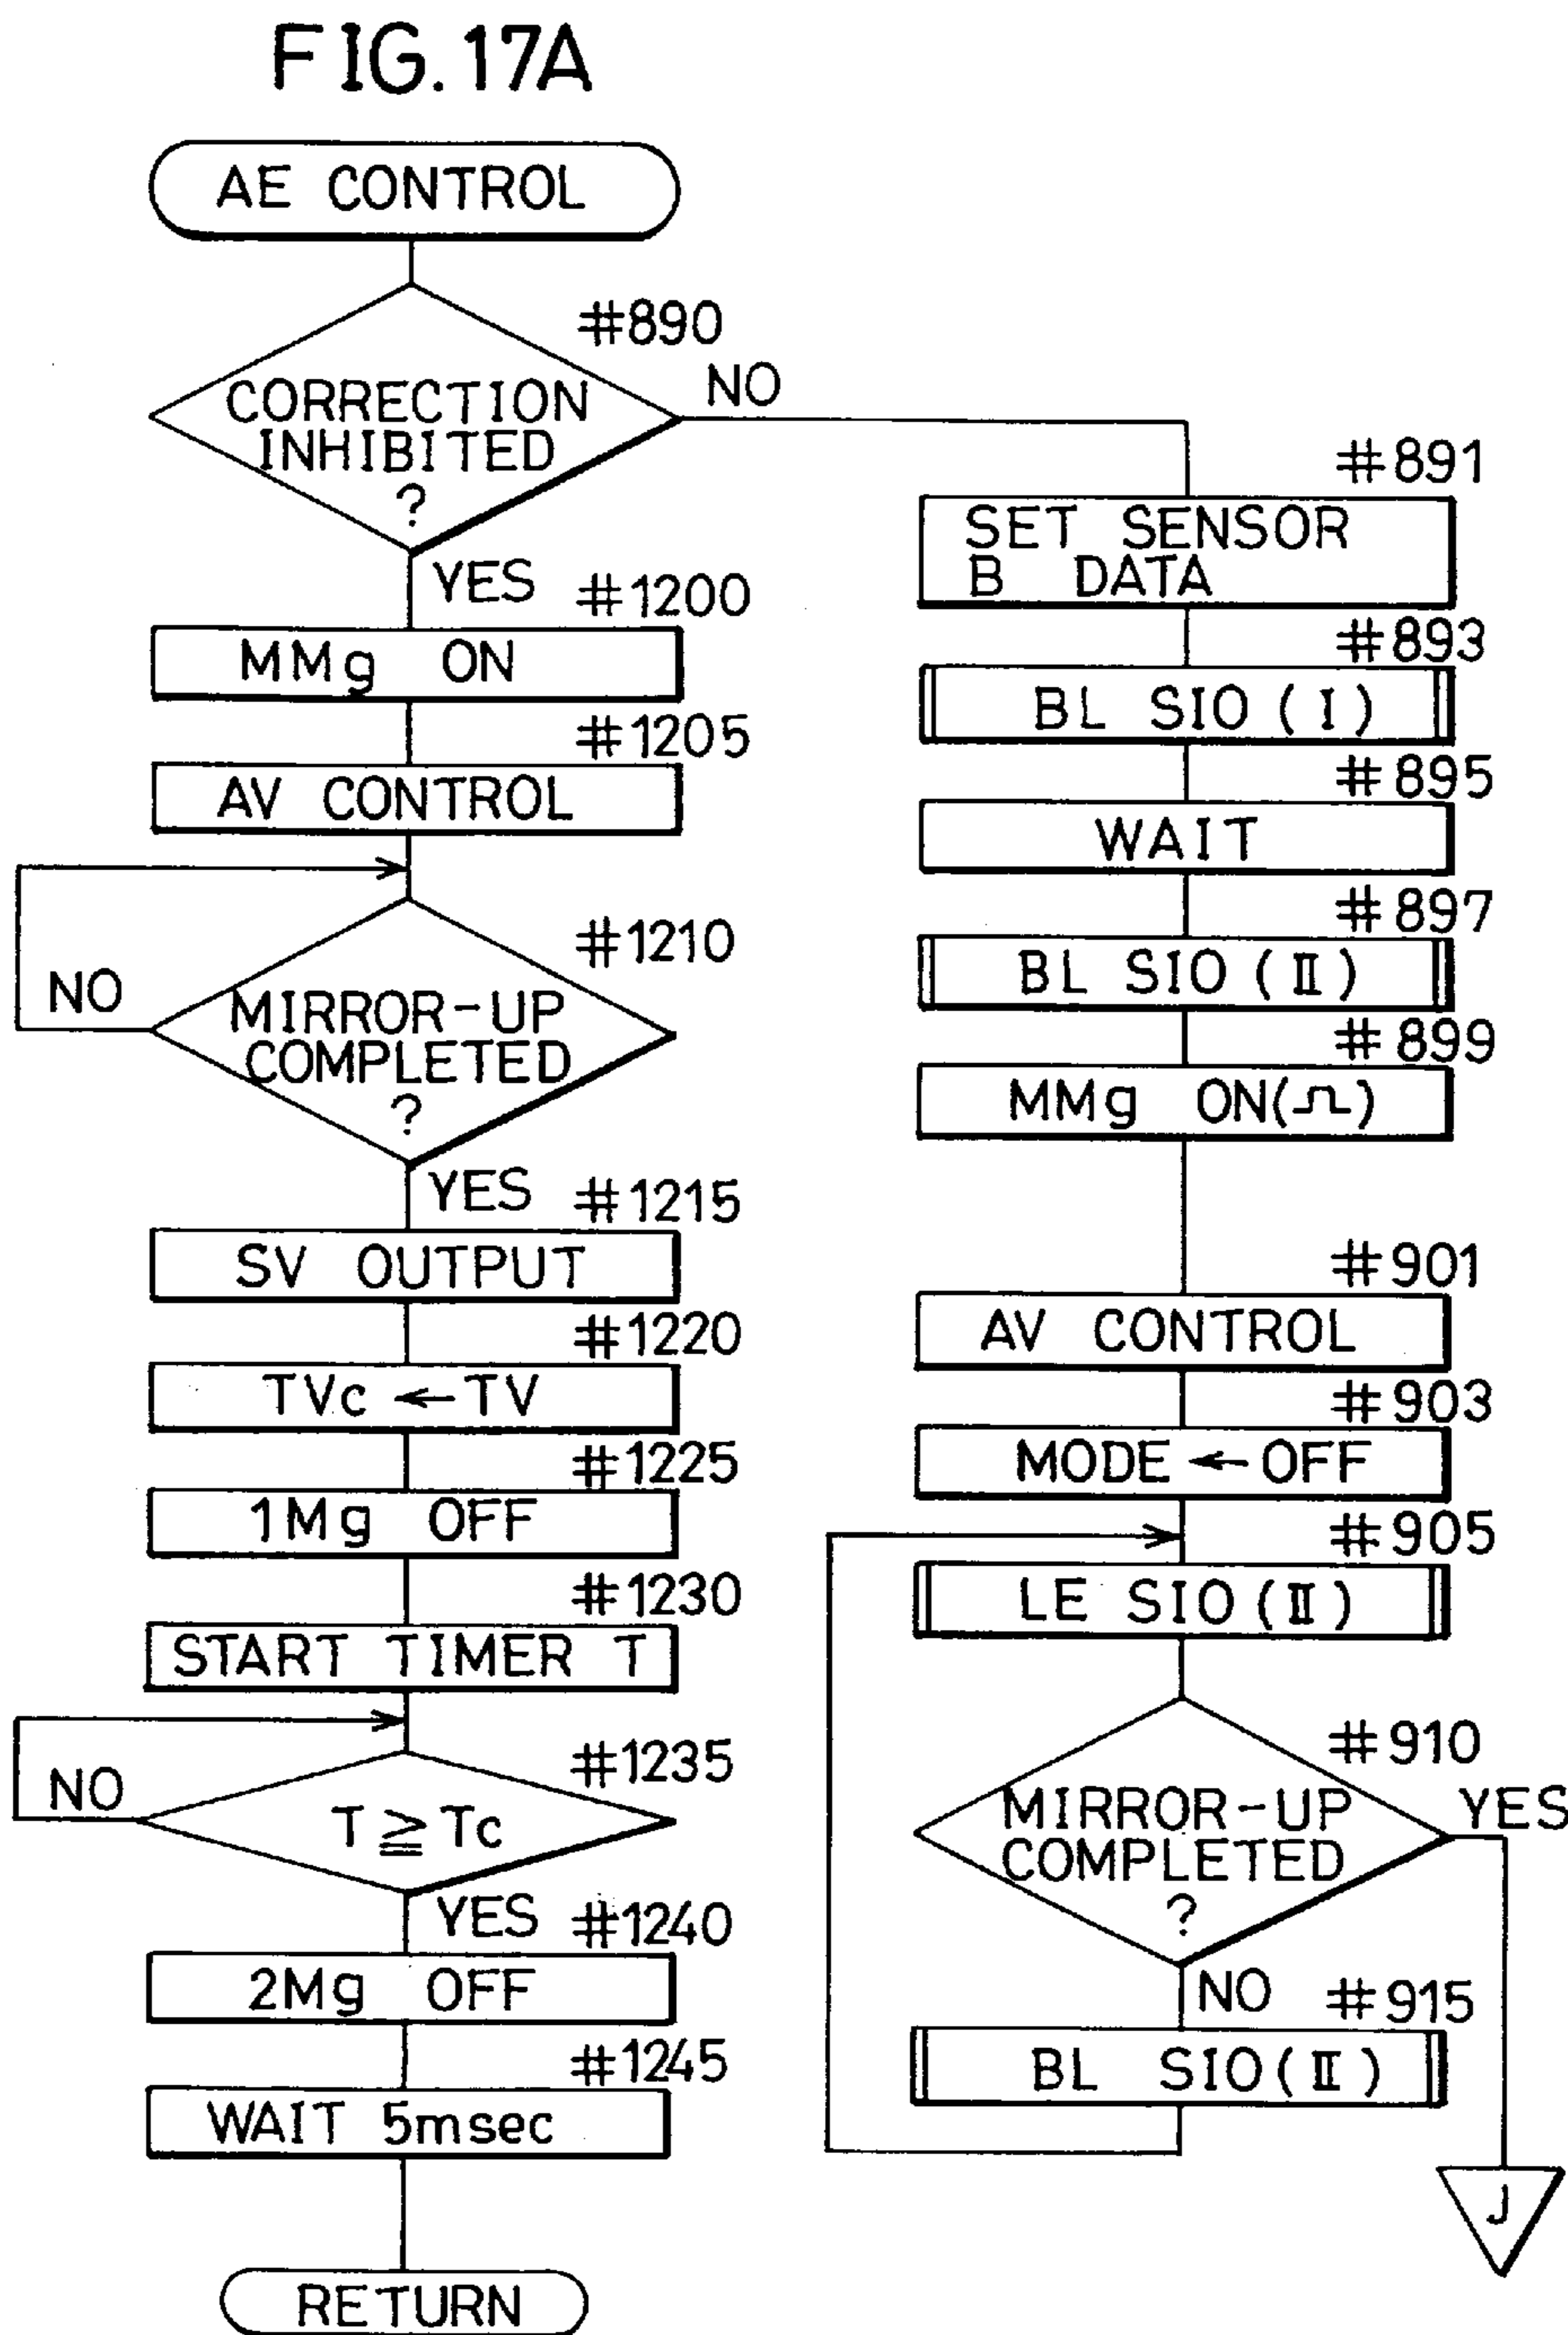 FIG. 17A
AE CONTROL
#890
CORRECTION
INHIBITED
?
NO
YES
#1200
MMg ON
#1205
AV CONTROL
#1210
NO
MIRROR-UP
COMPLETED
?
YES
#1215
SV OUTPUT
#1220
TVc ← TV
#1225
1Mg OFF
#1230
START TIMER T
#1235
NO
T ≧ Tc
YES
#1240
2Mg OFF
#1245
WAIT 5msec
RETURN
#891
SET SENSOR
B DATA
#893
BL SIO (I)
#895
WAIT
#897
BL SIO (II)
#899
MMg ON(⎍)
#901
AV CONTROL
#903
MODE ← OFF
#905
LE SIO (II)
#910
MIRROR-UP
COMPLETED
?
YES
NO
#915
BL SIO (II)
J